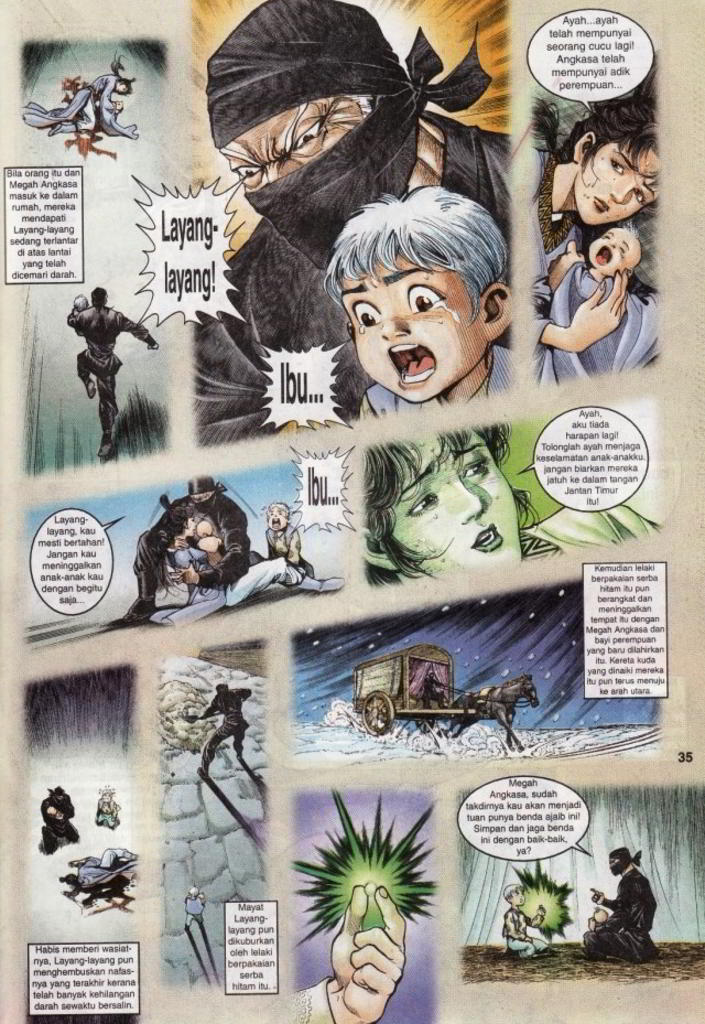 Bila orang itu dan
Megah Angkasa
masuk ke dalam
rumah, mereka
mendapati
Layang-layang
sedang terlantar
di atas lantai
yang telah
dicemari darah.
Layang-
layang!
Ibu...
Ayah...ayah
telah mempunyai
seorang cucu lagi!
Angkasa telah
mempunyai adik
perempuan...
Layang-
layang, kau
mesti bertahan!
Jangan kau
meninggalkan
anak-anak kau
dengan begitu
saja...
Ibu...
Ayah,
aku tiada
harapan lagi!
Tolonglah ayah menjaga
keselamatan anak-anakku.
jangan biarkan mereka
jatuh ke dalam tangan
Jantan Timur
itu!
Kemudian lelaki
berpakaian serba
hitam itu pun
berangkat dan
meninggalkan
tempat itu dengan
Megah Angkasa dan
bayi perempuan
yang baru dilahirkan
itu. Kereta kuda
yang dinaiki mereka
itu pun terus menuju
ke arah utara.
35
Habis memberi wasiat-
nya, Layang-layang pun
menghembuskan nafas-
nya yang terakhir kerana
telah banyak kehilangan
darah sewaktu bersalin.
Mayat
Layang-
layang pun
dikuburkan
oleh lelaki
berpakaian
serba
hitam itu.
Megah
Angkasa, sudah
takdirnya kau akan menjadi
tuan punya benda ajaib ini!
Simpan dan jaga benda
ini dengan baik-baik,
ya?